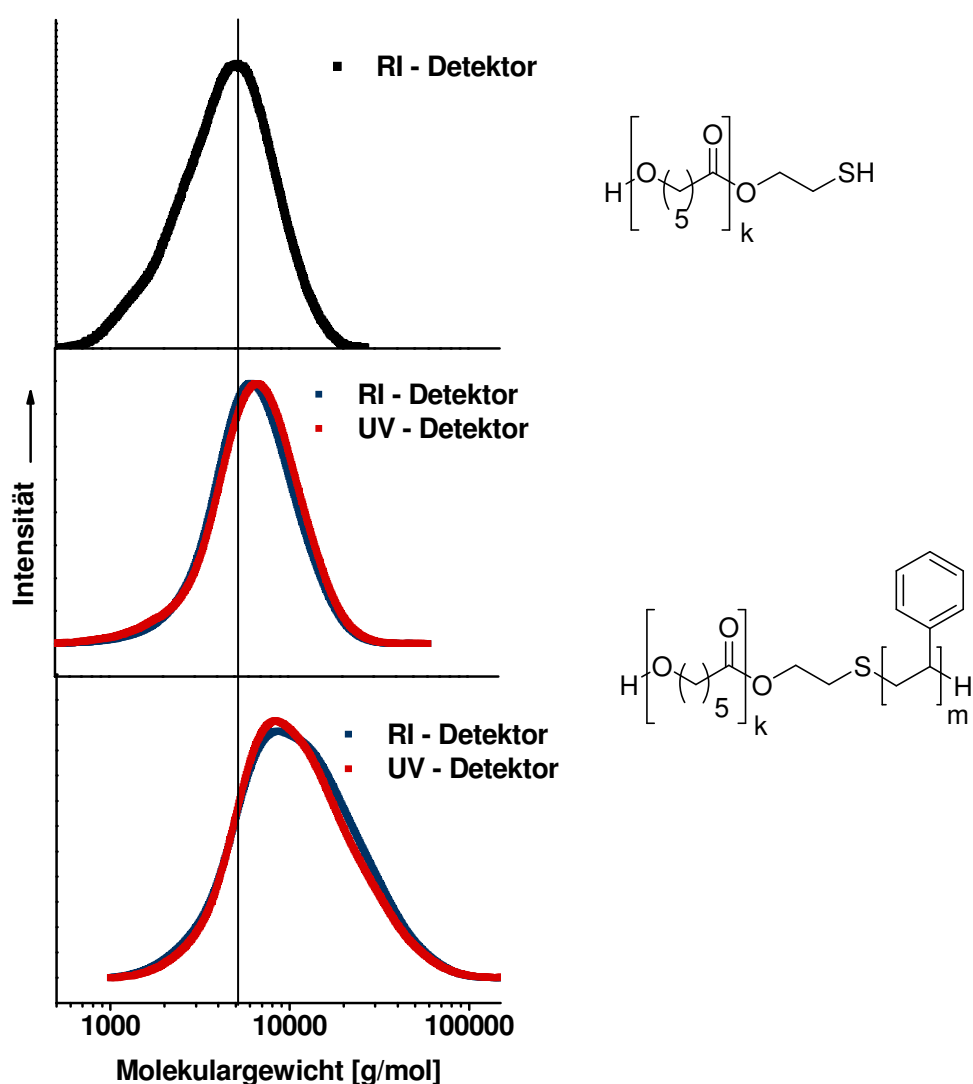 RI - Detektor
O
H
O
5
O
k
SH
RI - Detektor
UV - Detektor
Intensität
RI - Detektor
UV - Detektor
O
H
O
5
O
k
S
H
m
1000 10000 100000
Molekulargewicht [g/mol]